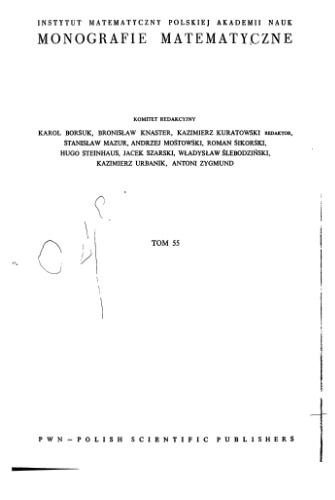 INSTYTUT MATEMATYCZNY POLSKIEJ AKADEMII NAUK
MONOGRAFIE MATEMATYCZNE
KOMITET REDAKCYJNY
KAROL BORSUK, BRONISŁAW KNASTER, KAZIMIERZ KURATOWSKI REDAKTOR,
STANISŁAW MAZUR, ANDRZEJ MOSTOWSKI, ROMAN SIKORSKI,
HUGO STEINHAUS, JACEK SZARSKI, WŁADYSŁAW ŚLEBODZIŃSKI,
KAZIMIERZ URBANIK, ANTONI ZYGMUND
TOM 55
PWN – POLISH SCIENTIFIC PUBLISHERS